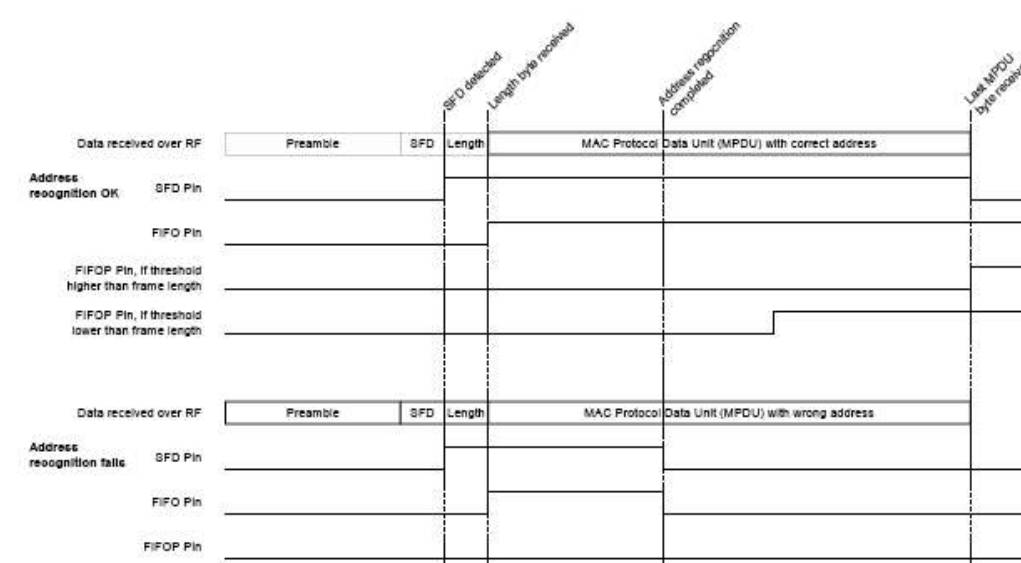 SFD detected
Length byte received
Address regocnition
completed
Last MPDU
byte receive
Data received over RF
Preamble
SFD
Length
MAC Protocol Data Unit (MPDU) with correct address
Address
recognition OK
SFD Pin
FIFO Pin
FIFOP Pin, if threshold
higher than frame length
FIFOP Pin, if threshold
lower than frame length
Data received over RF
Preamble
SFD
Length
MAC Protocol Data Unit (MPDU) with wrong address
Address
recognition fails
SFD Pin
FIFO Pin
FIFOP Pin